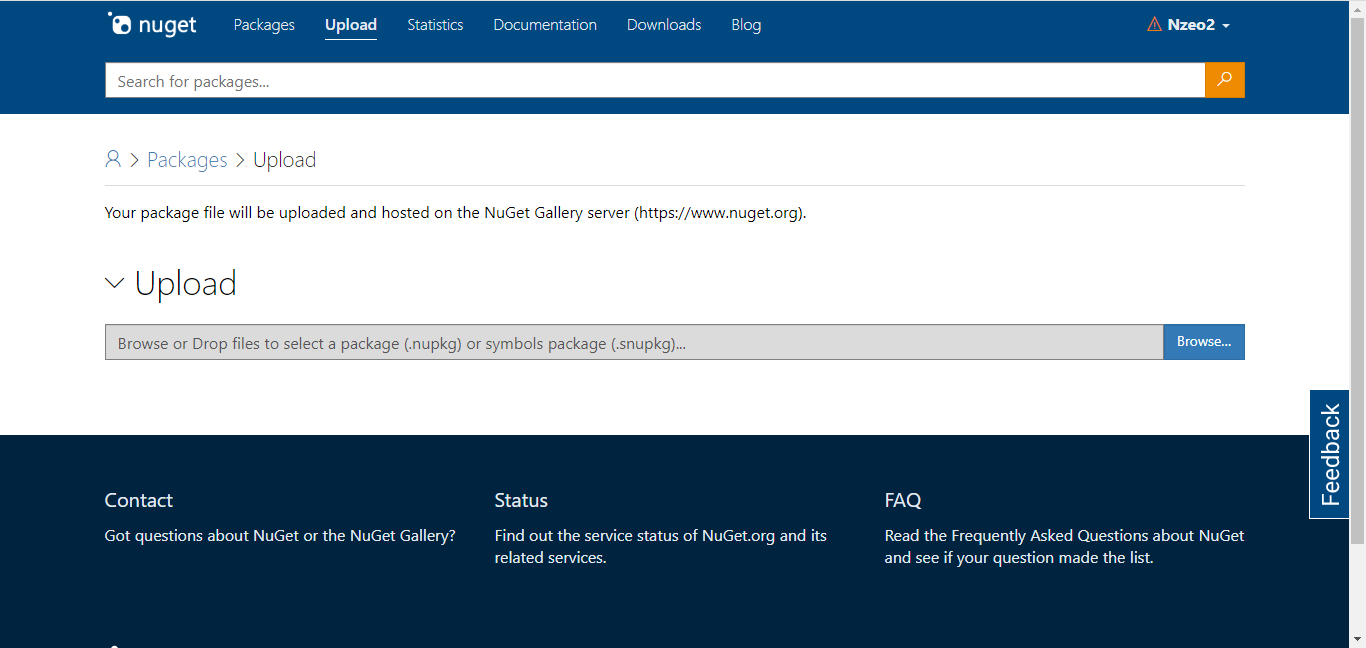 nuget Packages Upload Statistics Documentation Downloads Blog Nzeo2
Search for packages...
Packages Upload
Your package file will be uploaded and hosted on the NuGet Gallery server (https://www.nuget.org).
Upload
Browse or Drop files to select a package (.nupkg) or symbols package (.snupkg)... Browse...
Feedback
Contact
Got questions about NuGet or the NuGet Gallery?
Status
Find out the service status of NuGet.org and its
related services.
FAQ
Read the Frequently Asked Questions about NuGet
and see if your question made the list.